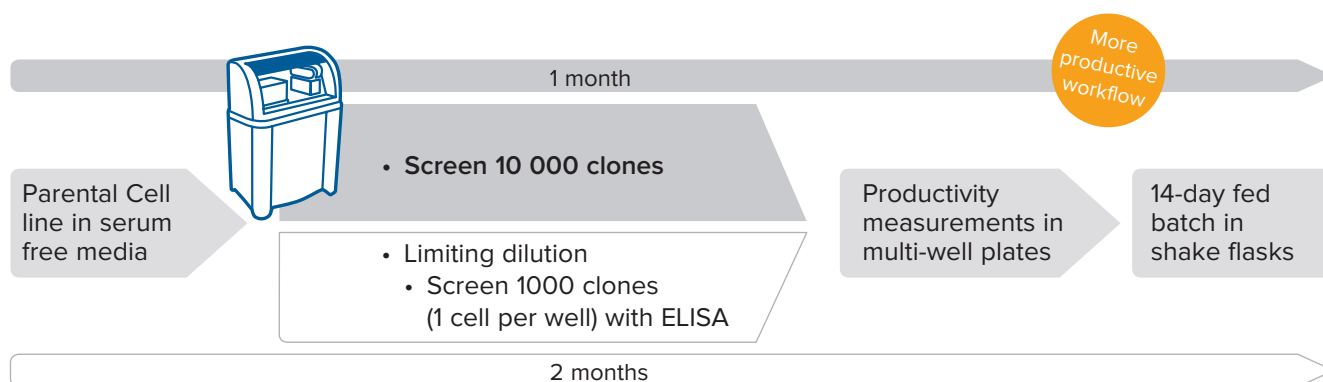 1 month
More
productive
workflow
Parental Cell
line in serum
free media
• Screen 10 000 clones
• Limiting dilution
• Screen 1000 clones
(1 cell per well) with ELISA
Productivity
measurements in
multi-well plates
14-day fed
batch in
shake flasks
2 months